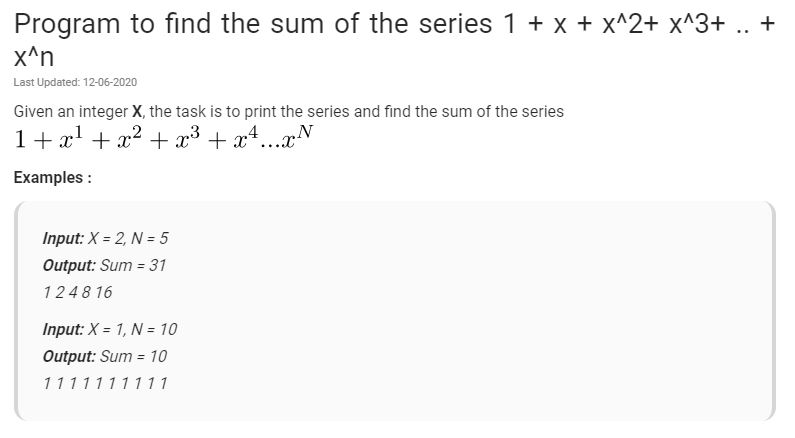 Program to find the sum of the series 1 + x + x^2+ x^3+ .. +
x^n
Last Updated: 12-06-2020
Given an integer X, the task is to print the series and find the sum of the series
1 + x^1 + x^2 + x^3 + x^4...x^N
Examples :
Input: X = 2, N = 5
Output: Sum = 31
1 2 4 8 16
Input: X = 1, N = 10
Output: Sum = 10
1 1 1 1 1 1 1 1 1 1